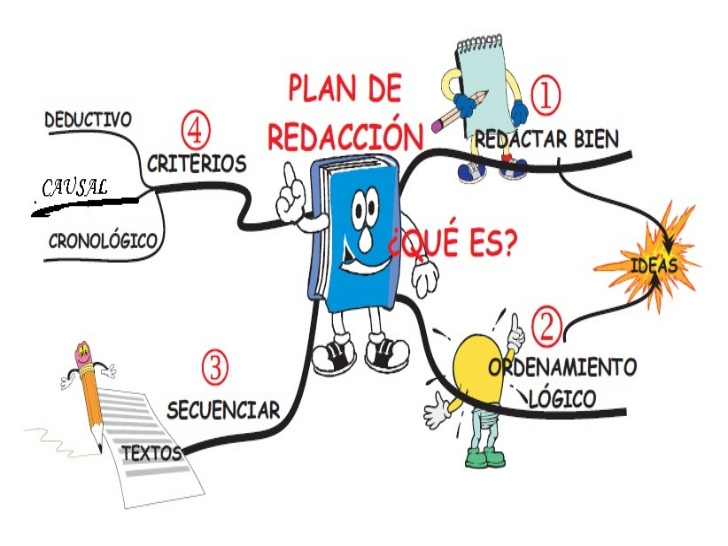 PLAN DE
REDACCIÓN
¿QUÉ ES?
①
REDACTAR BIEN
IDEAS
②
ORDENAMIENTO
LÓGICO
③
SECUENCIAR
TEXTOS
④
CRITERIOS
DEDUCTIVO
CAUSAL
CRONOLÓGICO